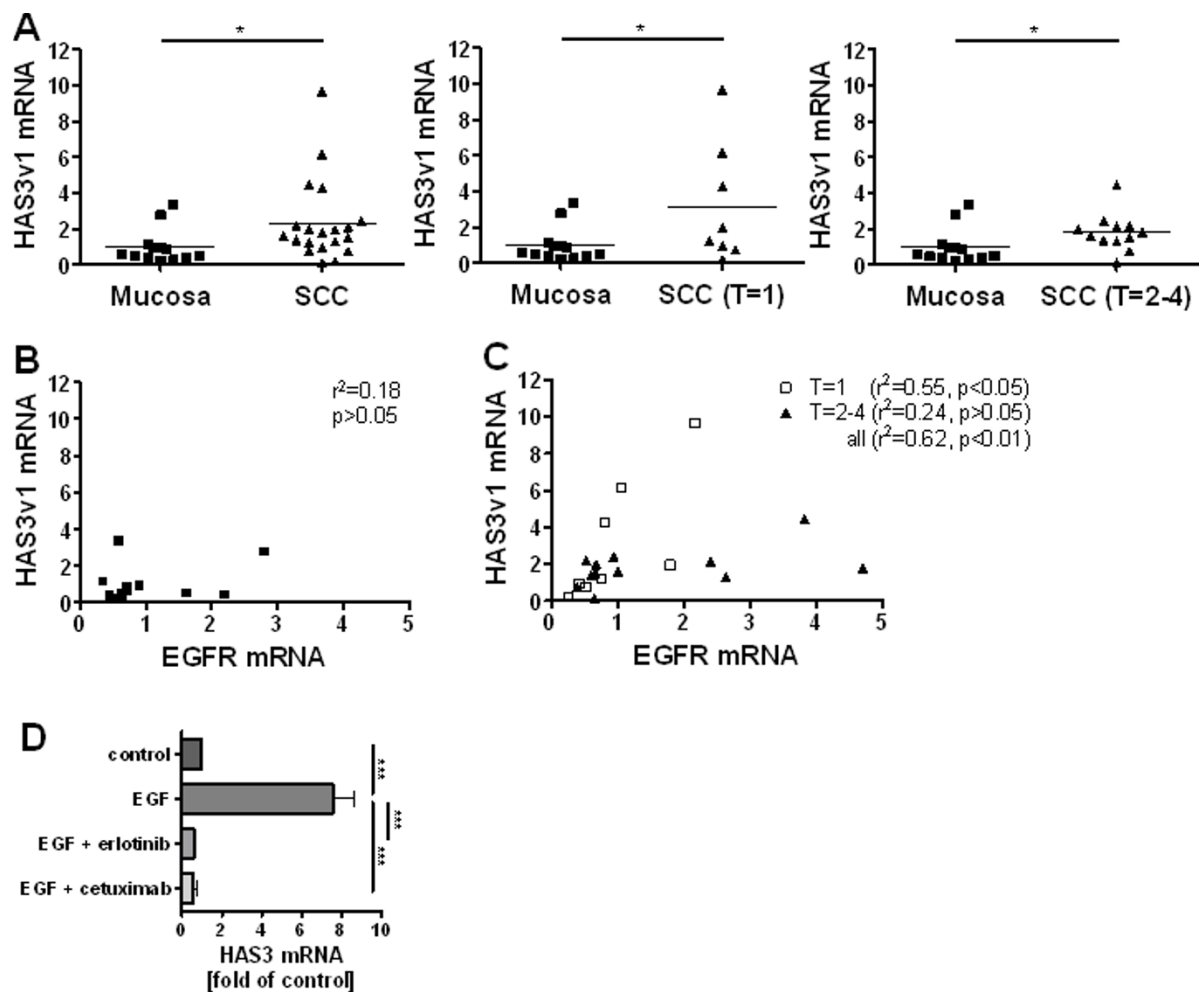 A
*
*
*
HAS3v1 mRNA
12
10
8
6
4
2
0
Mucosa
SCC
HAS3v1 mRNA
12
10
8
6
4
2
0
Mucosa
SCC (T=1)
HAS3v1 mRNA
12
10
8
6
4
2
0
Mucosa
SCC (T=2-4)
B
HAS3v1 mRNA
12
10
8
6
4
2
0
r²=0.18
p>0.05
0 1 2 3 4 5
EGFR mRNA
C
HAS3v1 mRNA
12
10
8
6
4
2
0
T=1 (r²=0.55, p<0.05)
T=2-4 (r²=0.24, p>0.05)
all (r²=0.62, p<0.01)
0 1 2 3 4 5
EGFR mRNA
D
control
EGF
EGF + erlotinib
EGF + cetuximab
***
***
***
0 2 4 6 8 10
HAS3 mRNA
[fold of control]